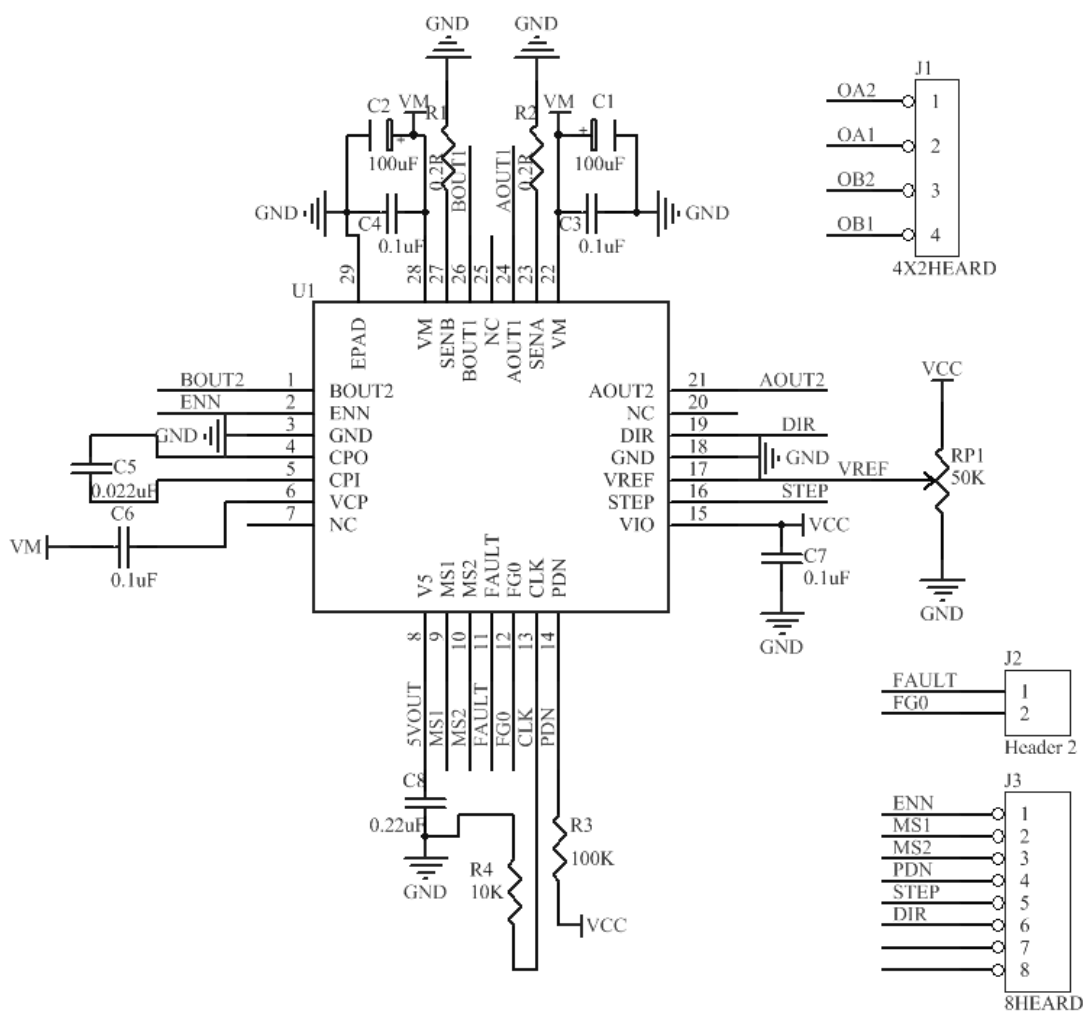 GND
GND
J1
C2
VM
R1
R2
VM
C1
OA2
1
100uF
0.2R
BOUT1
AOUT1
0.2R
100uF
OA1
2
OB2
3
GND
C4
0.1uF
C3
0.1uF
GND
OB1
4
4X2HEARD
29
28
27
26
25
24
23
22
U1
EPAD
VM
SENB
BOUT1
NC
AOUT1
SENA
VM
BOUT2
1
BOUT2
AOUT2
21
AOUT2
VCC
ENN
2
ENN
NC
20
GND
3
GND
DIR
19
DIR
4
CPO
GND
18
GND
RP1
C5
5
CPI
VREF
17
VREF
50K
0.022uF
6
VCP
STEP
16
STEP
C6
7
NC
VIO
15
VCC
VM
0.1uF
C7
0.1uF
V5
MS1
MS2
FAULT
FG0
CLK
PDN
GND
GND
8
9
10
11
12
13
14
5VOUT
MS1
MS2
FAULT
FG0
CLK
PDN
J2
FAULT
1
FG0
2
Header 2
C8
0.22uF
GND
R4
10K
R3
100K
VCC
J3
ENN
1
MS1
2
MS2
3
PDN
4
STEP
5
DIR
6
7
8
8HEARD